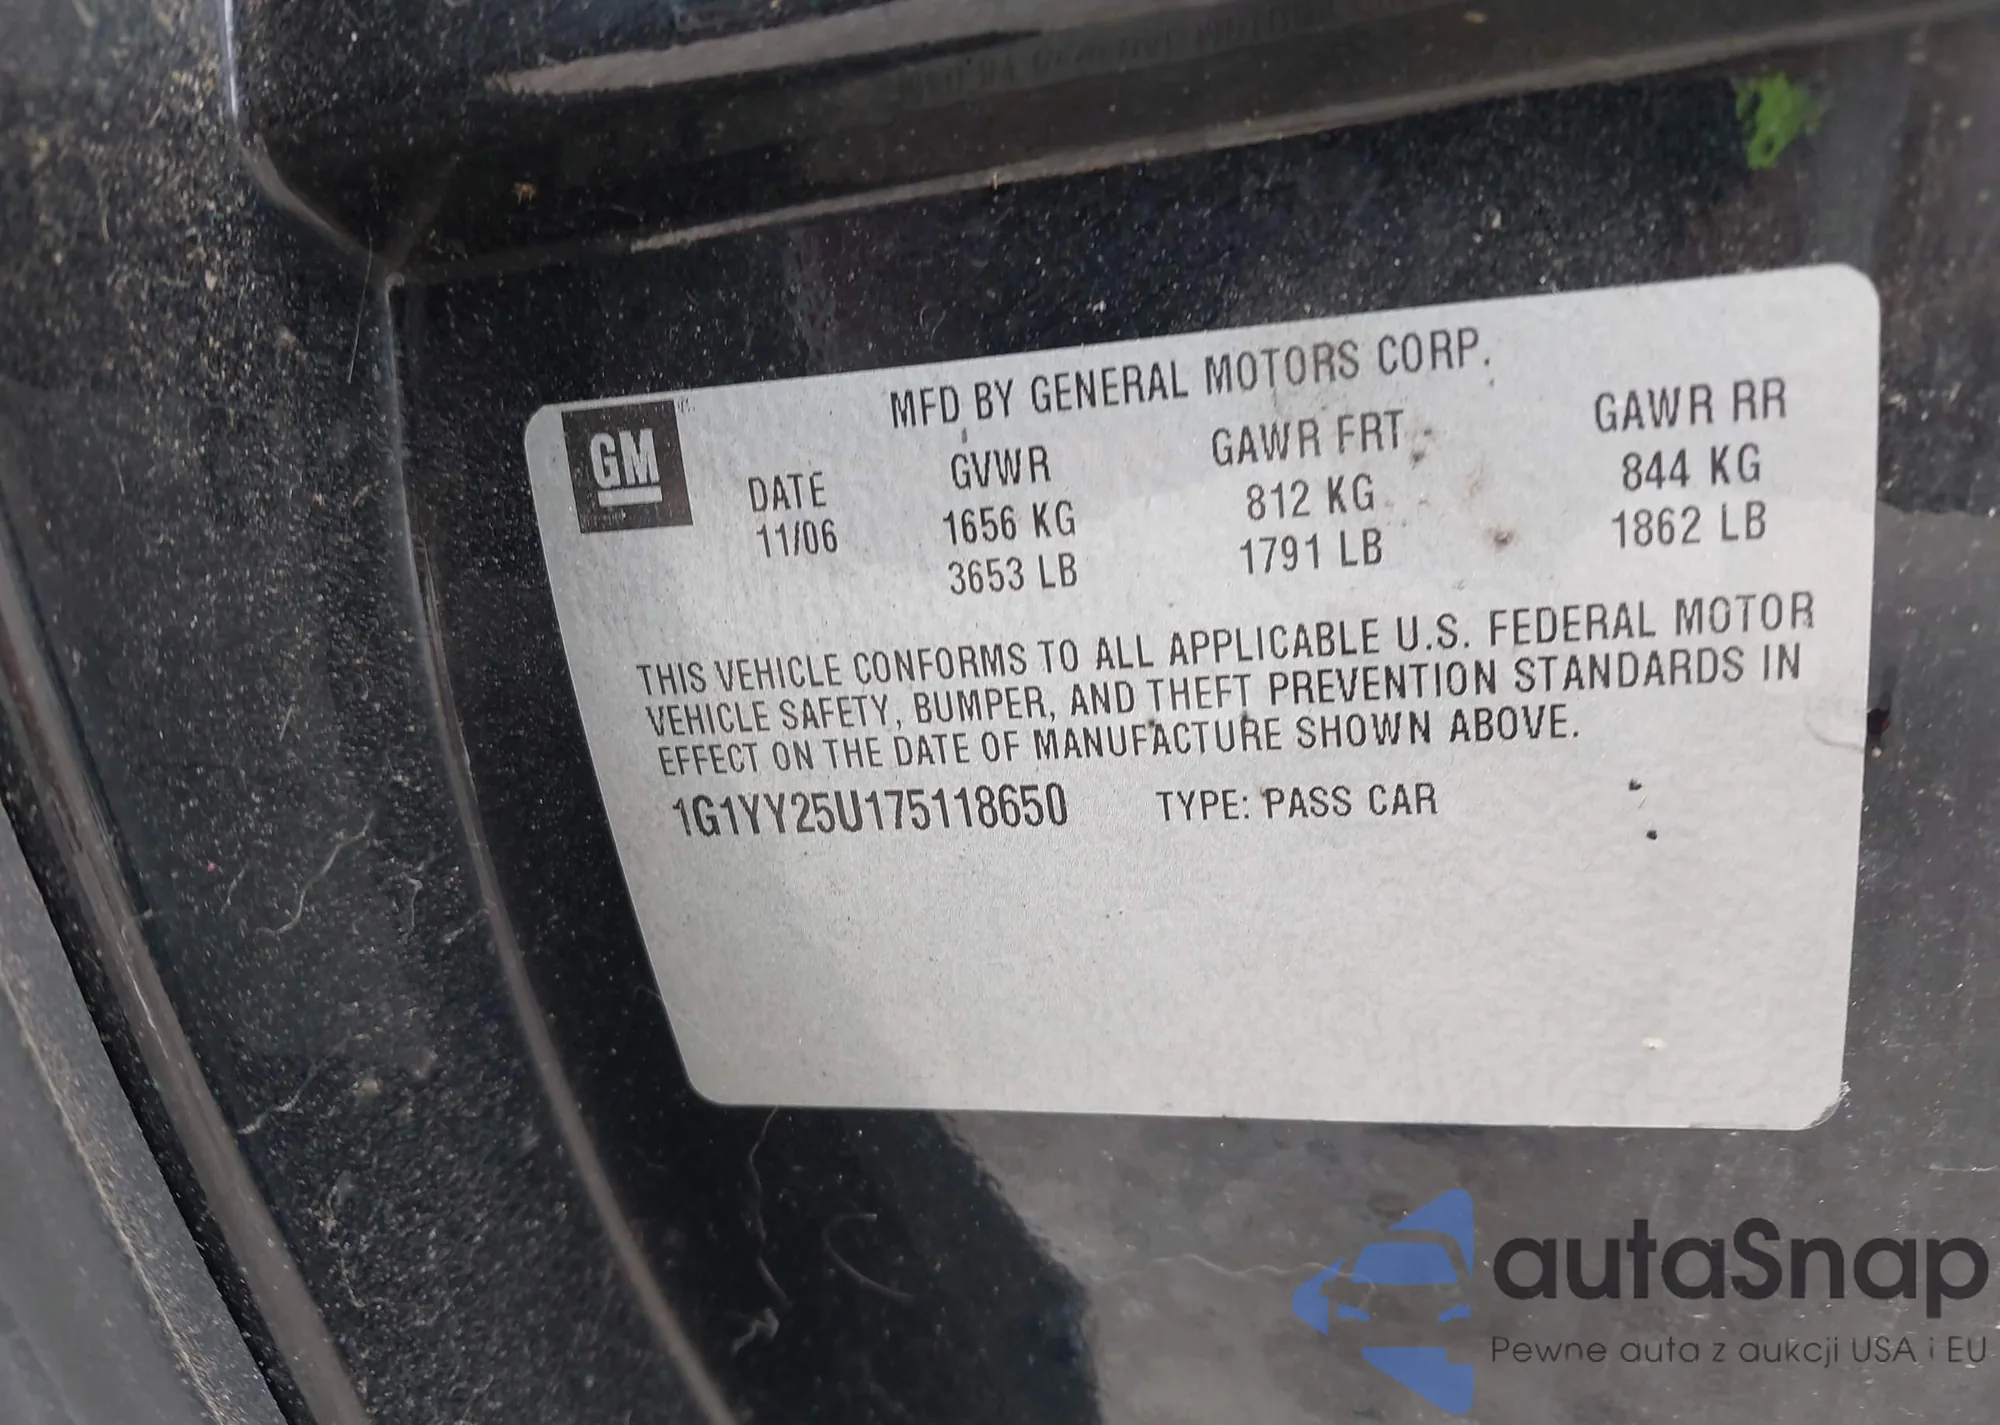 MFD BY GENERAL MOTORS CORP.
GM
DATE GVWR GAWR FRT GAWR RR
11/06 1656 KG 812 KG 844 KG
3653 LB 1791 LB 1862 LB
THIS VEHICLE CONFORMS TO ALL APPLICABLE U.S. FEDERAL MOTOR
VEHICLE SAFETY, BUMPER, AND THEFT PREVENTION STANDARDS IN
EFFECT ON THE DATE OF MANUFACTURE SHOWN ABOVE.
1G1YY25U175118650 TYPE: PASS CAR
autaSnap
Pewne auta z aukcji USA i EU